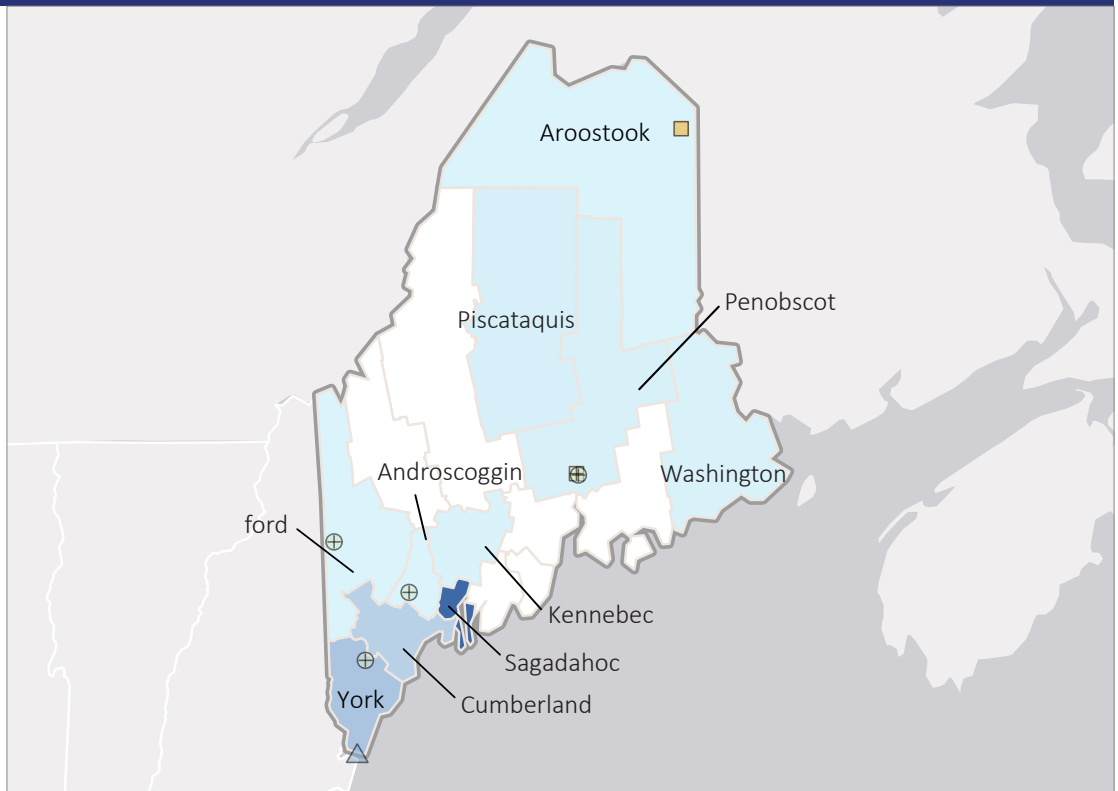 Aroostook
Penobscot
Piscataquis
Androscoggin
Washington
ford
Kennebec
Sagadahoc
York
Cumberland